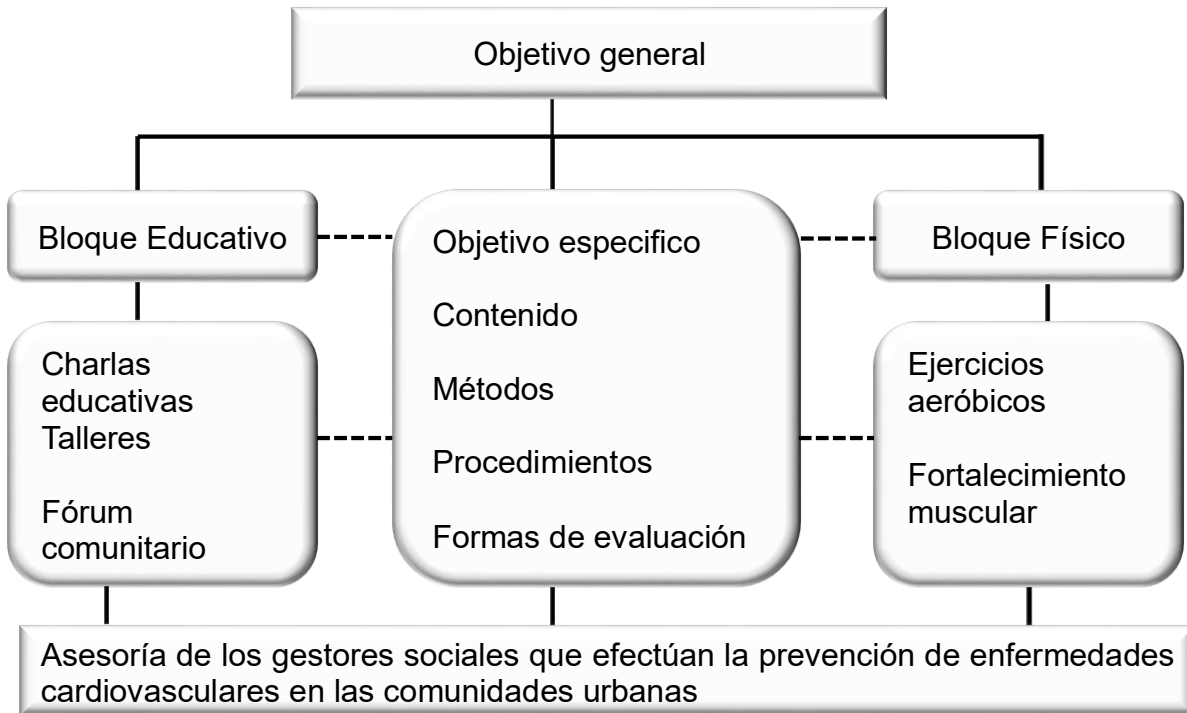 Objetivo general
Bloque Educativo
Objetivo especifico
Contenido
Métodos
Procedimientos
Formas de evaluación
Bloque Físico
Charlas
educativas
Talleres
Fórum
comunitario
Ejercicios
aeróbicos
Fortalecimiento
muscular
Asesoría de los gestores sociales que efectúan la prevención de enfermedades
cardiovasculares en las comunidades urbanas